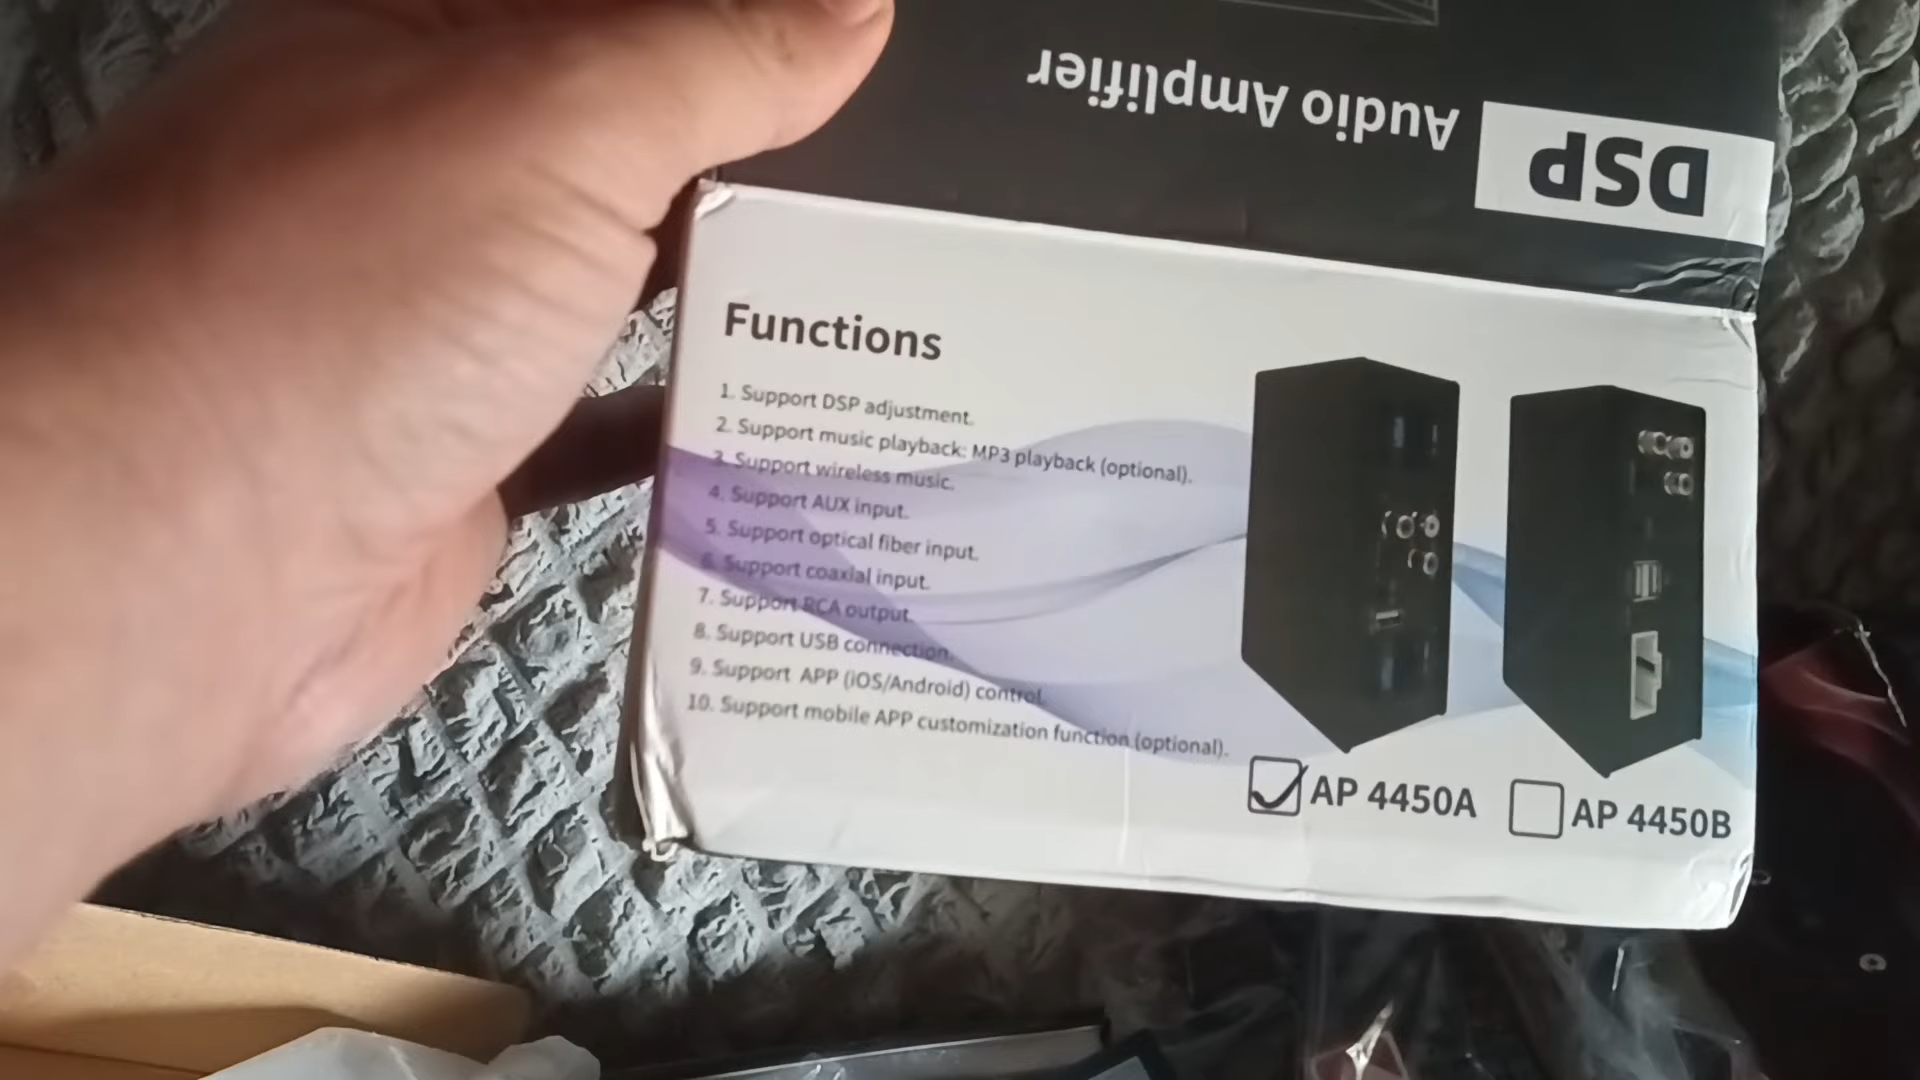 DSP Audio Amplifier
Functions
1. Support DSP adjustment.
2. Support music playback: MP3 playback (optional).
3. Support wireless music.
4. Support AUX input.
5. Support optical fiber input.
6. Support coaxial input.
7. Support RCA output.
8. Support USB connection.
9. Support APP (iOS/Android) control
10. Support mobile APP customization function (optional).
AP 4450A
AP 4450B